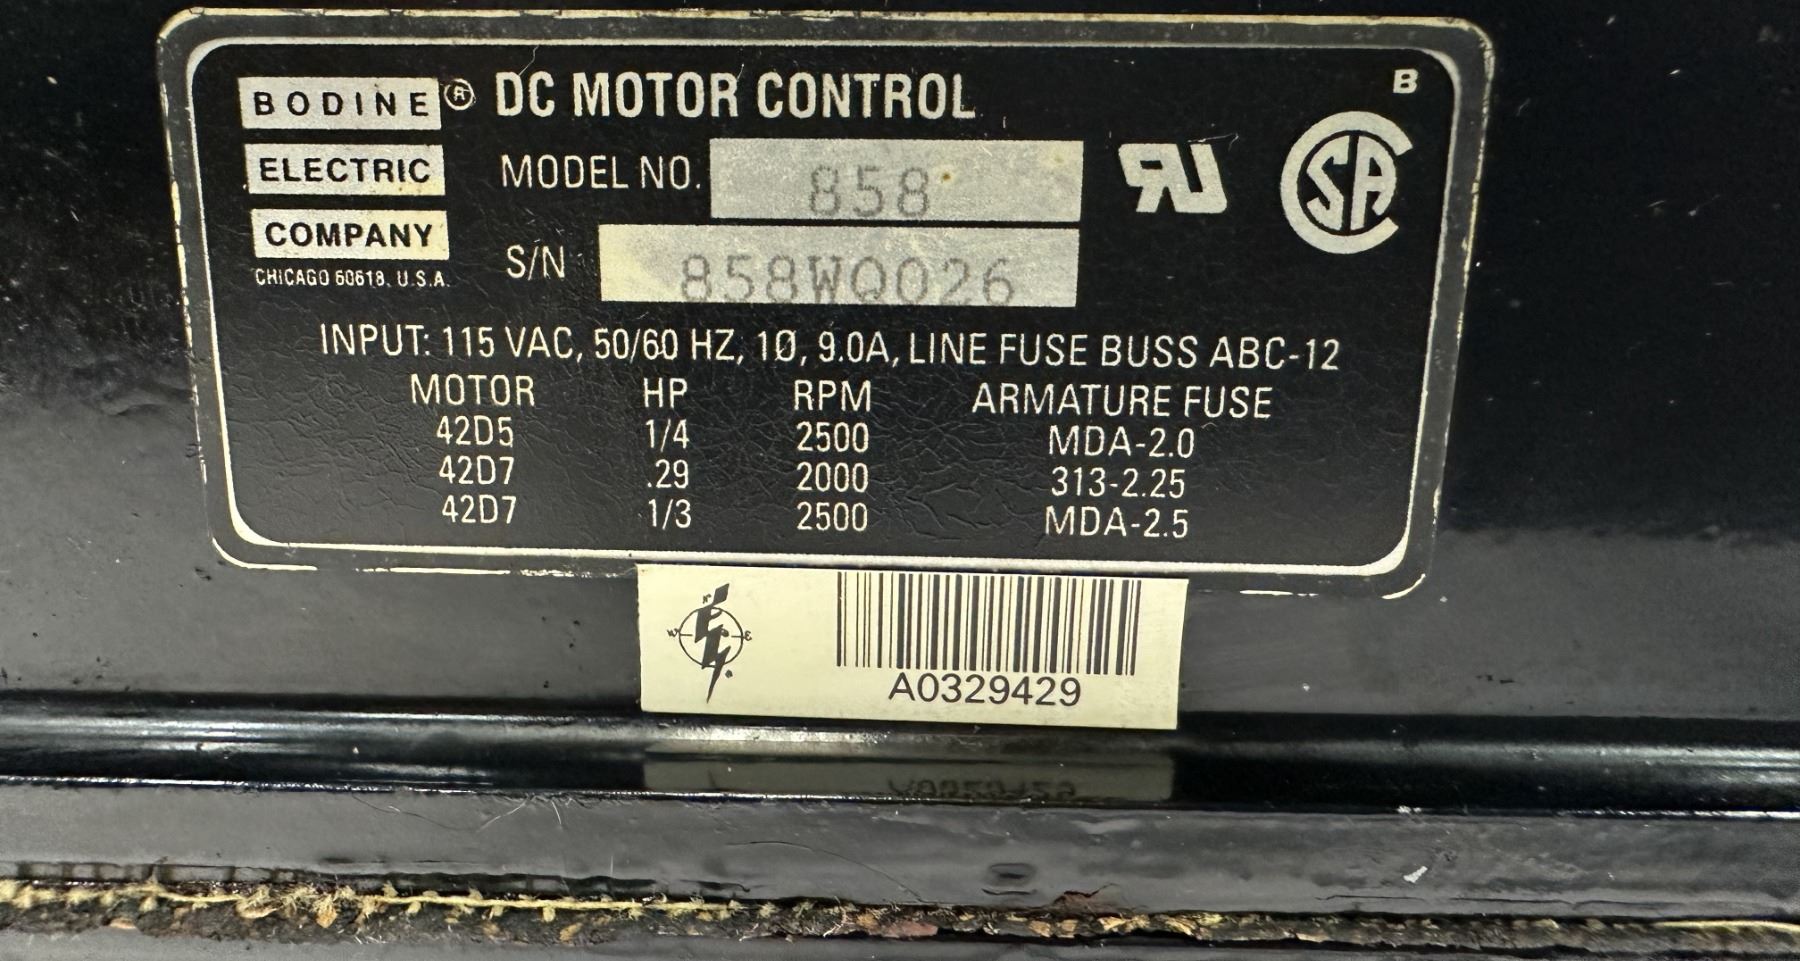 BODINE ® DC MOTOR CONTROL B
ELECTRIC
COMPANY
CHICAGO 60618, U.S.A.
MODEL NO. 858
S/N 858WQ026
UR
SA
INPUT: 115 VAC, 50/60 HZ, 1Ø, 9.0A, LINE FUSE BUSS ABC-12
MOTOR HP RPM ARMATURE FUSE
42D5 1/4 2500 MDA-2.0
42D7 .29 2000 313-2.25
42D7 1/3 2500 MDA-2.5
A0329429